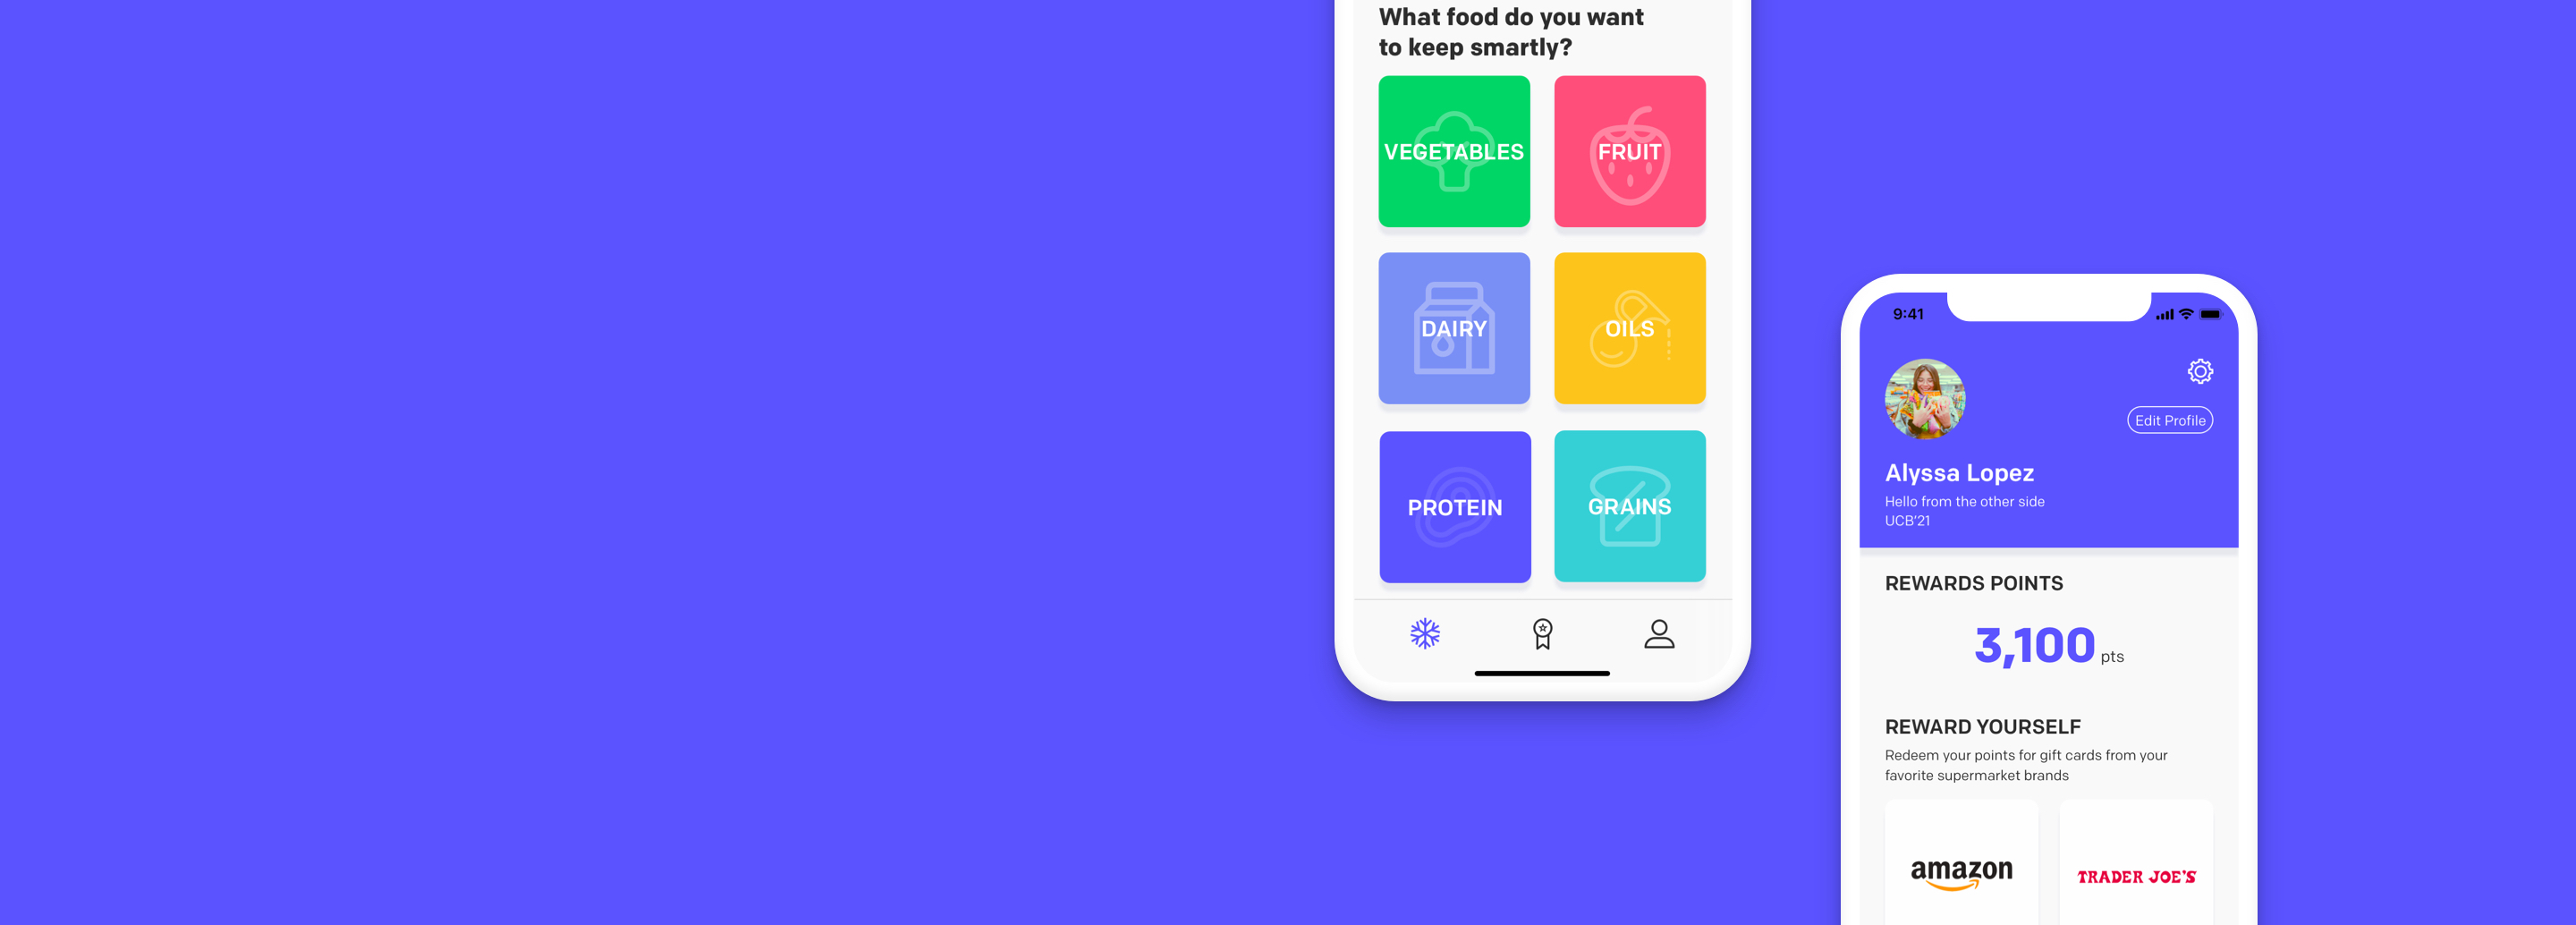 What food do you want
to keep smartly?
VEGETABLES
FRUIT
DAIRY
OILS
PROTEIN
GRAINS
9:41
Edit Profile
Alyssa Lopez
Hello from the other side
UCB'21
REWARDS POINTS
3,100 pts
REWARD YOURSELF
Redeem your points for gift cards from your
favorite supermarket brands
amazon
TRADER JOE'S